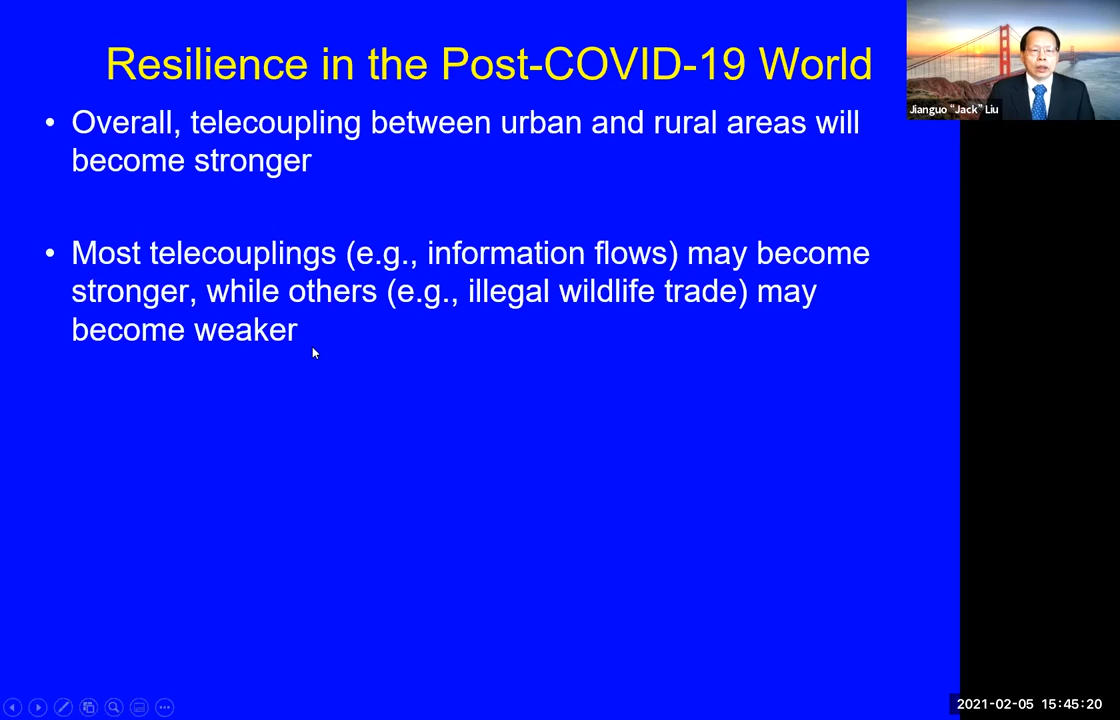 Resilience in the Post-COVID-19 World
• Overall, telecoupling between urban and rural areas will
become stronger
• Most telecouplings (e.g., information flows) may become
stronger, while others (e.g., illegal wildlife trade) may
become weaker
Jianguo "Jack" Liu
2021-02-05 15:45:20